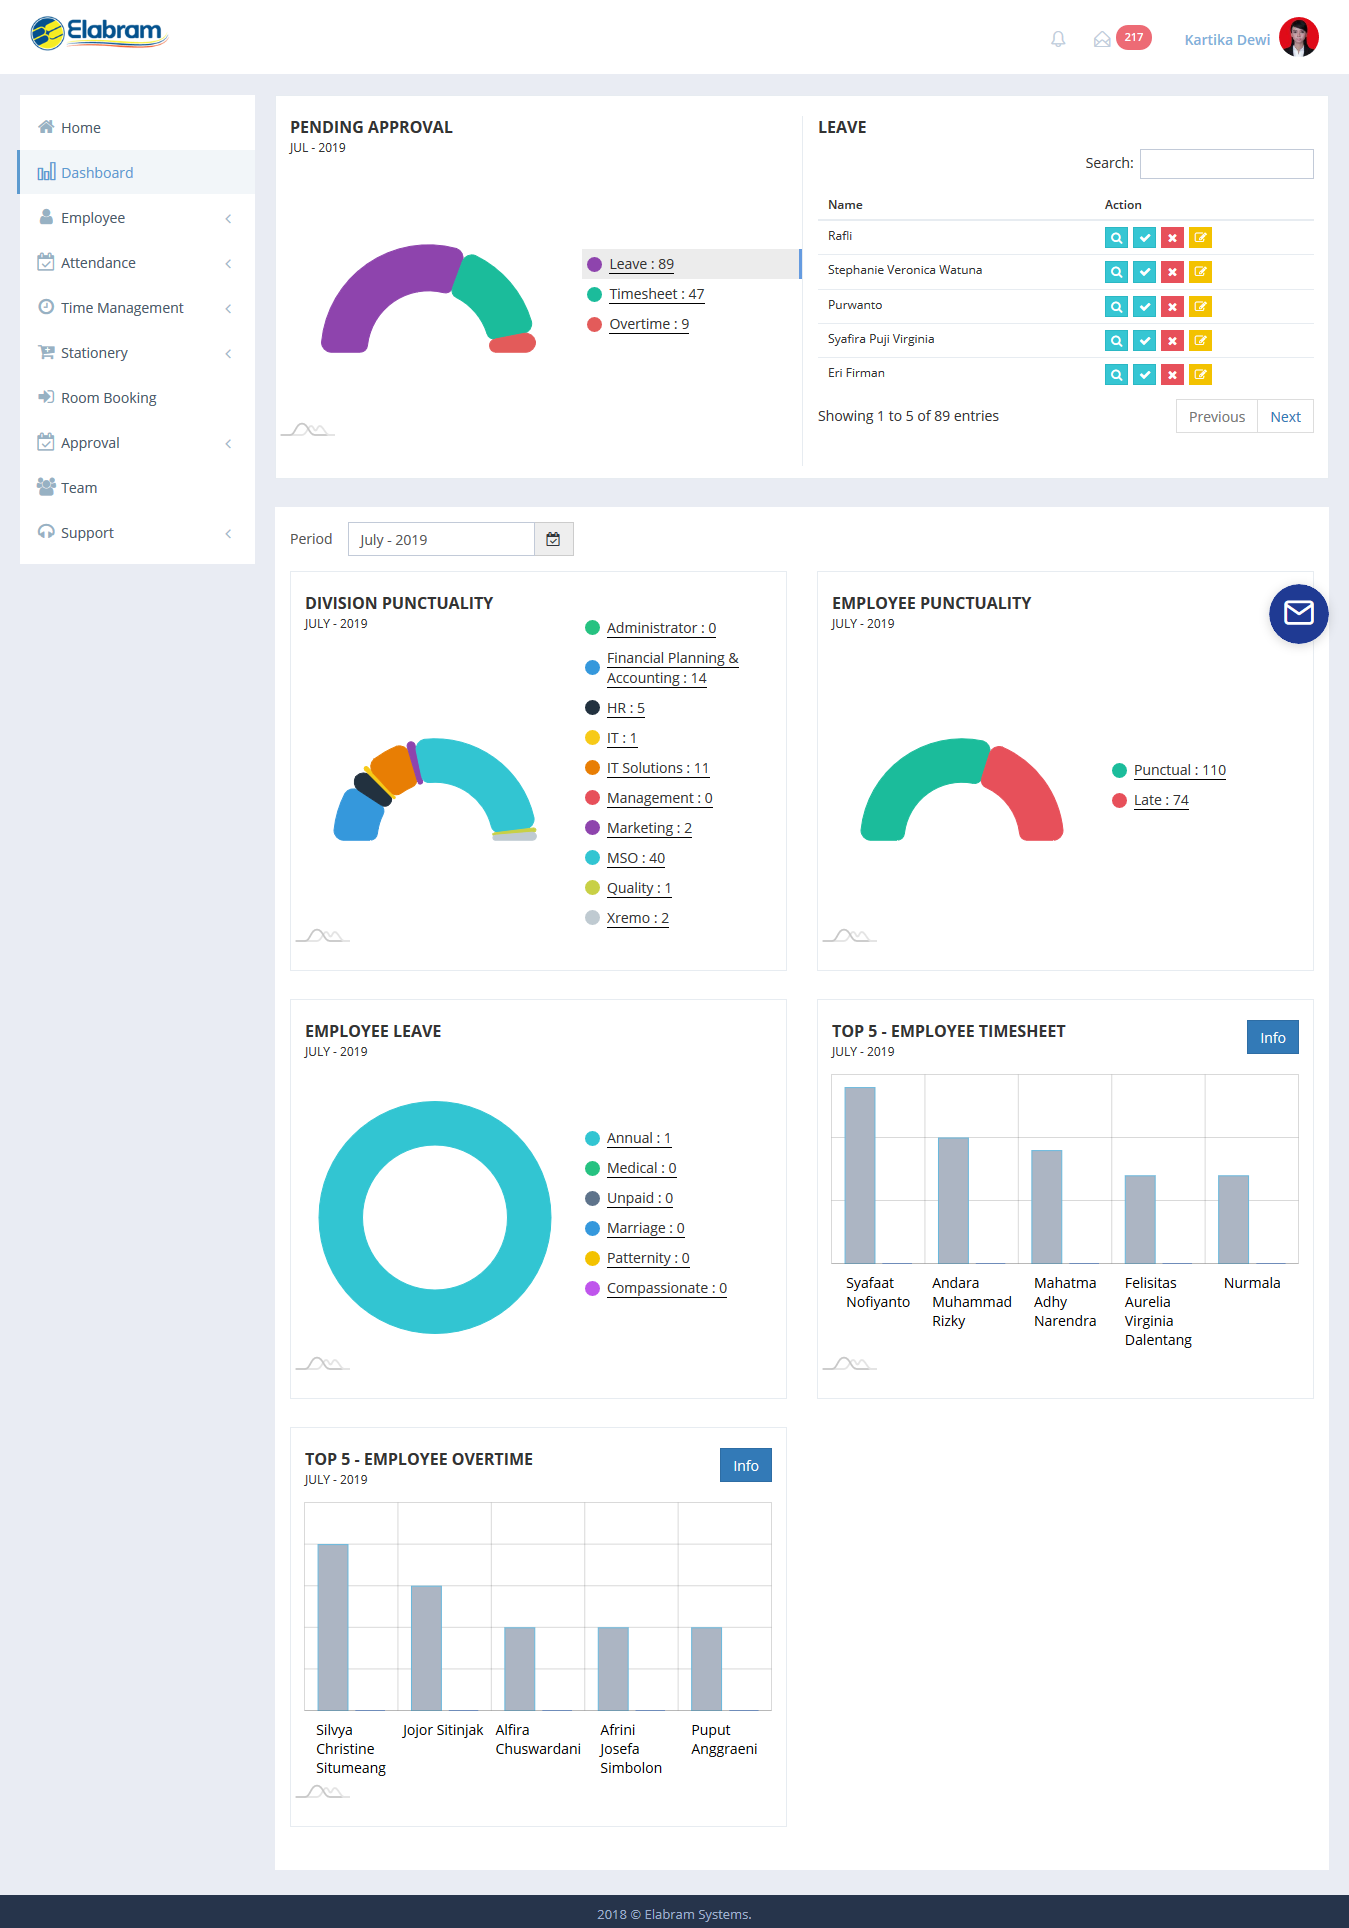 Elabram
217
Kartika Dewi
Home
Dashboard
Employee
Attendance
Time Management
Stationery
Room Booking
Approval
Team
Support
PENDING APPROVAL
JUL - 2019
Leave : 89
Timesheet : 47
Overtime : 9
LEAVE
Search:
Name Action
Rafli
Stephanie Veronica Watuna
Purwanto
Syafira Puji Virginia
Eri Firman
Showing 1 to 5 of 89 entries
Previous Next
Period July - 2019
DIVISION PUNCTUALITY
JULY - 2019
Administrator : 0
Financial Planning &
Accounting : 14
HR : 5
IT : 1
IT Solutions : 11
Management : 0
Marketing : 2
MSO : 40
Quality : 1
Xremo : 2
EMPLOYEE PUNCTUALITY
JULY - 2019
Punctual : 110
Late : 74
EMPLOYEE LEAVE
JULY - 2019
Annual : 1
Medical : 0
Unpaid : 0
Marriage : 0
Patternity : 0
Compassionate : 0
TOP 5 - EMPLOYEE TIMESHEET
JULY - 2019
Info
Syafaat
Nofiyanto
Andara
Muhammad
Rizky
Mahatma
Adhy
Narendra
Felisitas
Aurelia
Virginia
Dalentang
Nurmala
TOP 5 - EMPLOYEE OVERTIME
JULY - 2019
Info
Silvya
Christine
Situmeang
Jojor Sitinjak
Alfira
Chuswardani
Afrini
Josefa
Simbolon
Puput
Anggraeni
2018 © Elabram Systems.